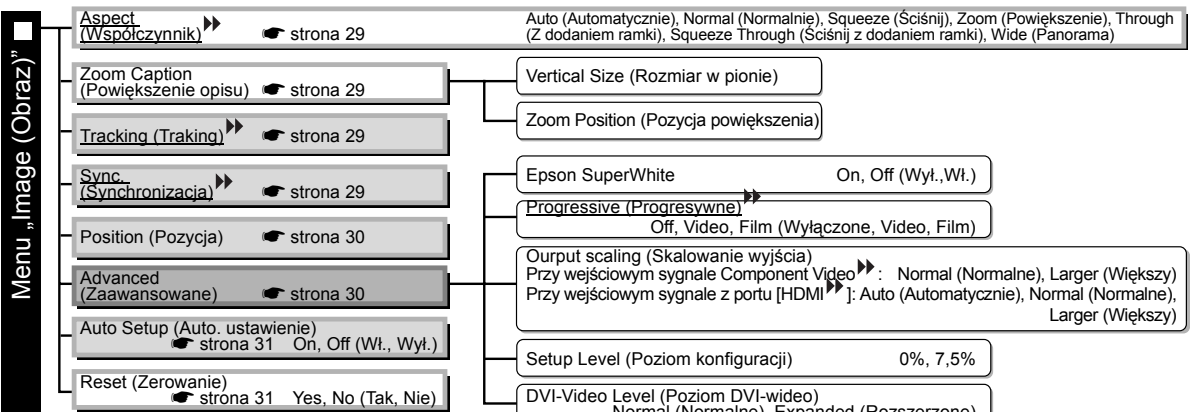 Menu „Image (Obraz)”
Aspect
(Współczynnik) ☛ strona 29
Auto (Automatycznie), Normal (Normalnie), Squeeze (Ściśnij), Zoom (Powiększenie), Through
(Z dodaniem ramki), Squeeze Through (Ściśnij z dodaniem ramki), Wide (Panorama)
Zoom Caption
(Powiększenie opisu) ☛ strona 29
Vertical Size (Rozmiar w pionie)
Zoom Position (Pozycja powiększenia)
Tracking (Traking) ☛ strona 29
Sync.
(Synchronizacja) ☛ strona 29
Position (Pozycja) ☛ strona 30
Advanced
(Zaawansowane) ☛ strona 30
Epson SuperWhite On, Off (Wył.,Wł.)
Progressive (Progresywne)
Off, Video, Film (Wyłączone, Video, Film)
Ourput scaling (Skalowanie wyjścia)
Przy wejściowym sygnale Component Video : Normal (Normalne), Larger (Większy)
Przy wejściowym sygnale z portu [HDMI ]: Auto (Automatycznie), Normal (Normalne),
Larger (Większy)
Setup Level (Poziom konfiguracji) 0%, 7,5%
DVI-Video Level (Poziom DVI-wideo)
Normal (Normalne), Expanded (Rozszerzone)
Auto Setup (Auto. ustawienie)
☛ strona 31 On, Off (Wł., Wył.)
Reset (Zerowanie)
☛ strona 31 Yes, No (Tak, Nie)